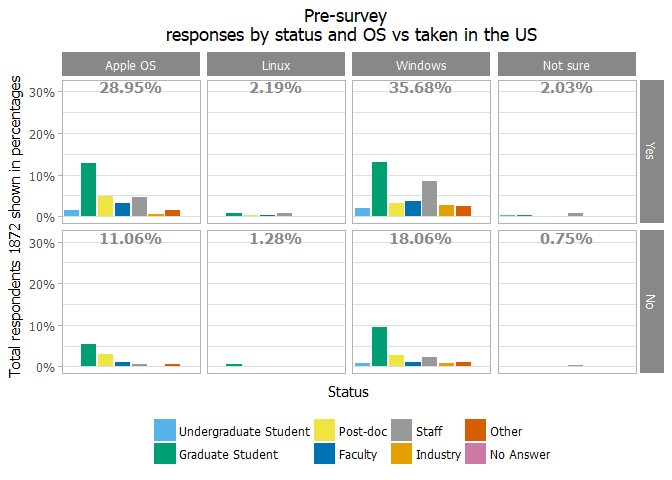 Pre-survey
responses by status and OS vs taken in the US
Apple OS Linux Windows Not sure
Total respondents 1872 shown in percentages
30% 28.95% 2.19% 35.68% 2.03%
20%
Yes
10%
0%
30% 11.06% 1.28% 18.06% 0.75%
20%
No
10%
0%
Status
Undergraduate Student Post-doc Staff Other
Graduate Student Faculty Industry No Answer